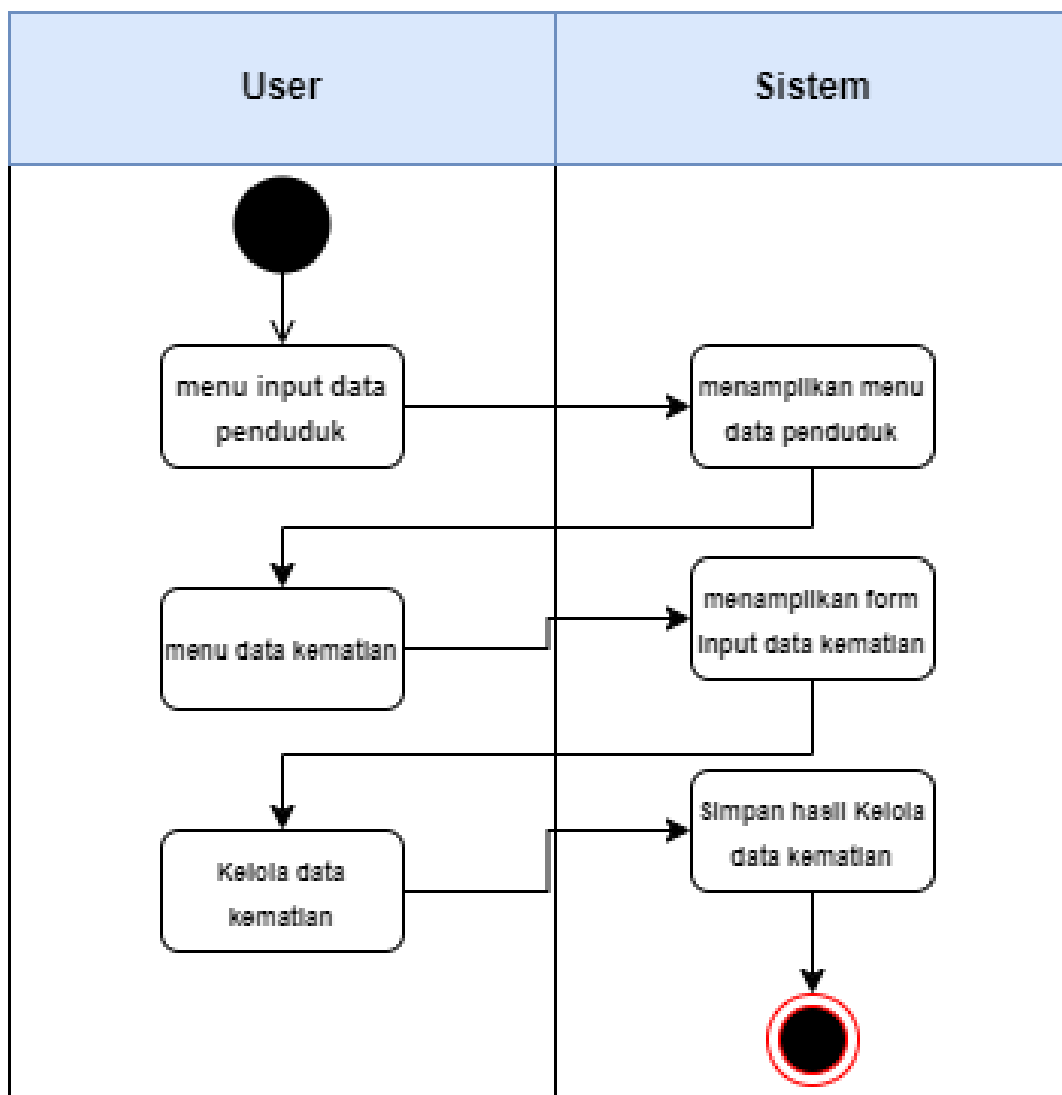 User
Sistem
menu input data
penduduk
menampilkan menu
data penduduk
menu data kematian
menampilkan form
input data kematian
Kelola data
kematian
Simpan hasil Kelola
data kematian